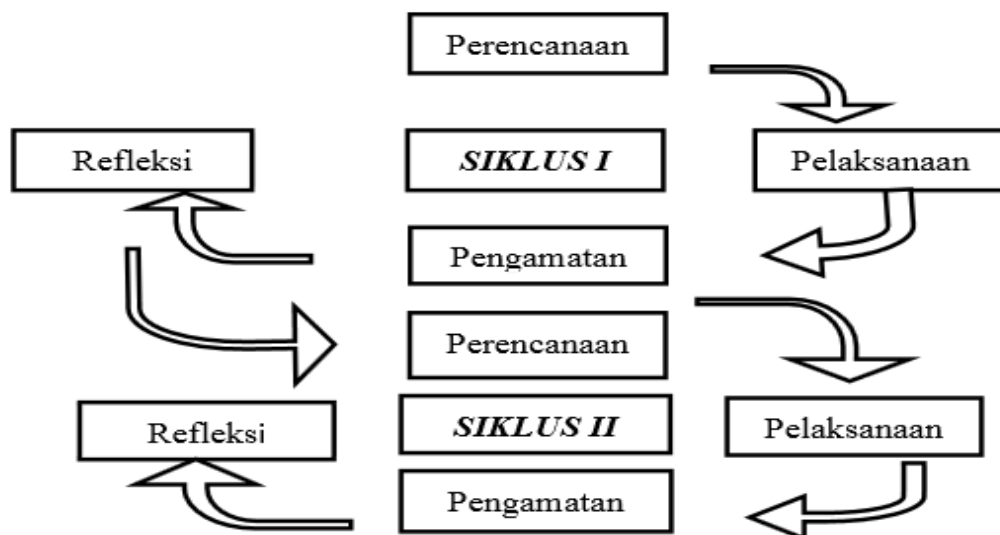 Perencanaan
Refleksi
SIKLUS I
Pelaksanaan
Pengamatan
Perencanaan
Refleksi
SIKLUS II
Pelaksanaan
Pengamatan